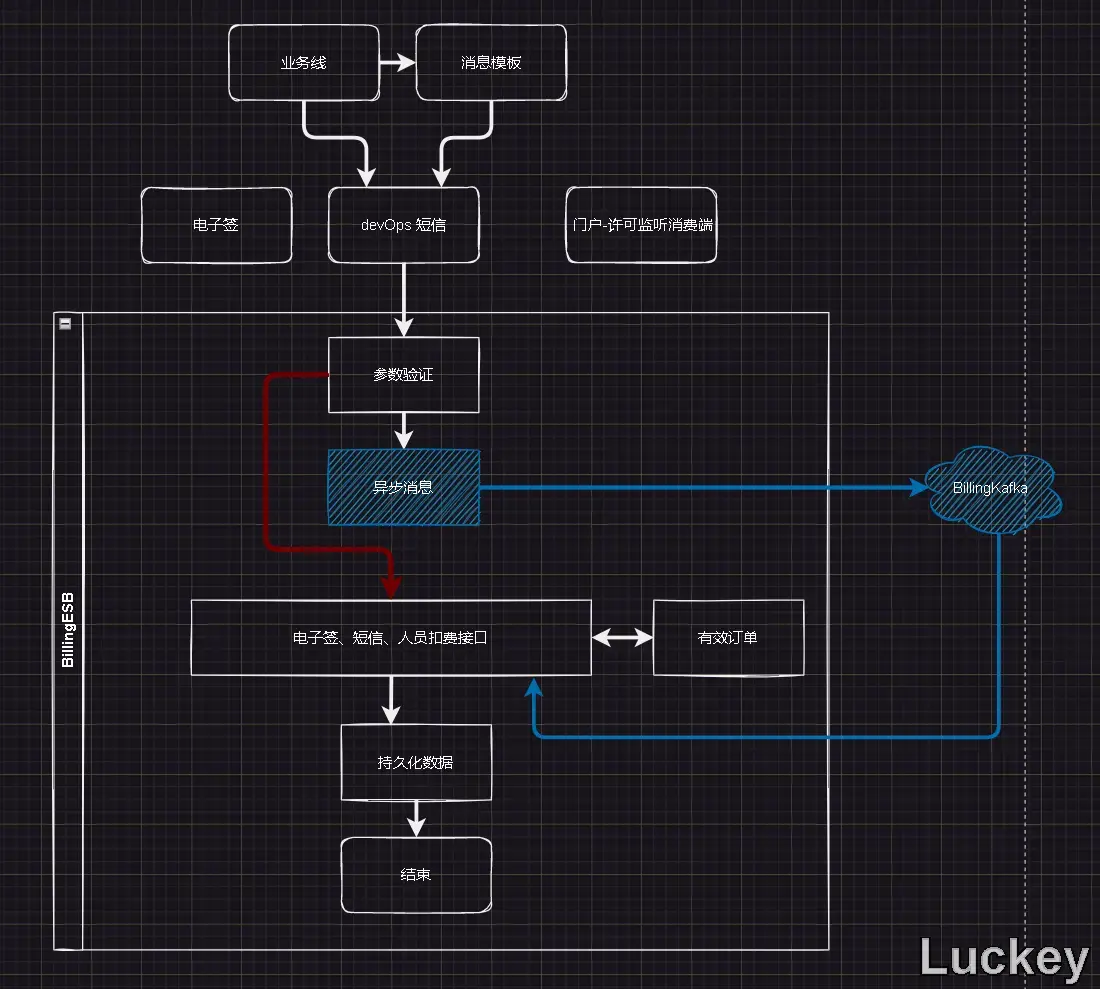 业务线
消息模板
电子签
devOps 短信
门户-许可监听消费端
参数验证
异步消息
BillingKafka
BillingESB
电子签、短信、人员扣费接口
有效订单
持久化数据
结束
Luckey